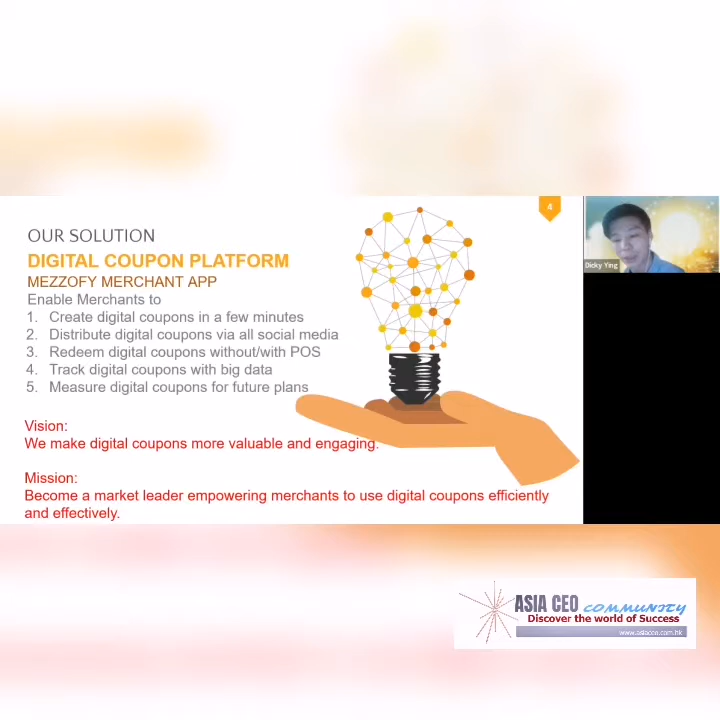 4
OUR SOLUTION
DIGITAL COUPON PLATFORM
MEZZOFY MERCHANT APP
Enable Merchants to
1. Create digital coupons in a few minutes
2. Distribute digital coupons via all social media
3. Redeem digital coupons without/with POS
4. Track digital coupons with big data
5. Measure digital coupons for future plans
Vision:
We make digital coupons more valuable and engaging.
Mission:
Become a market leader empowering merchants to use digital coupons efficiently
and effectively.
Dicky Ying
ASIA CEO COMMUNITY
Discover the world of Success
www.asiaceo.com.hk